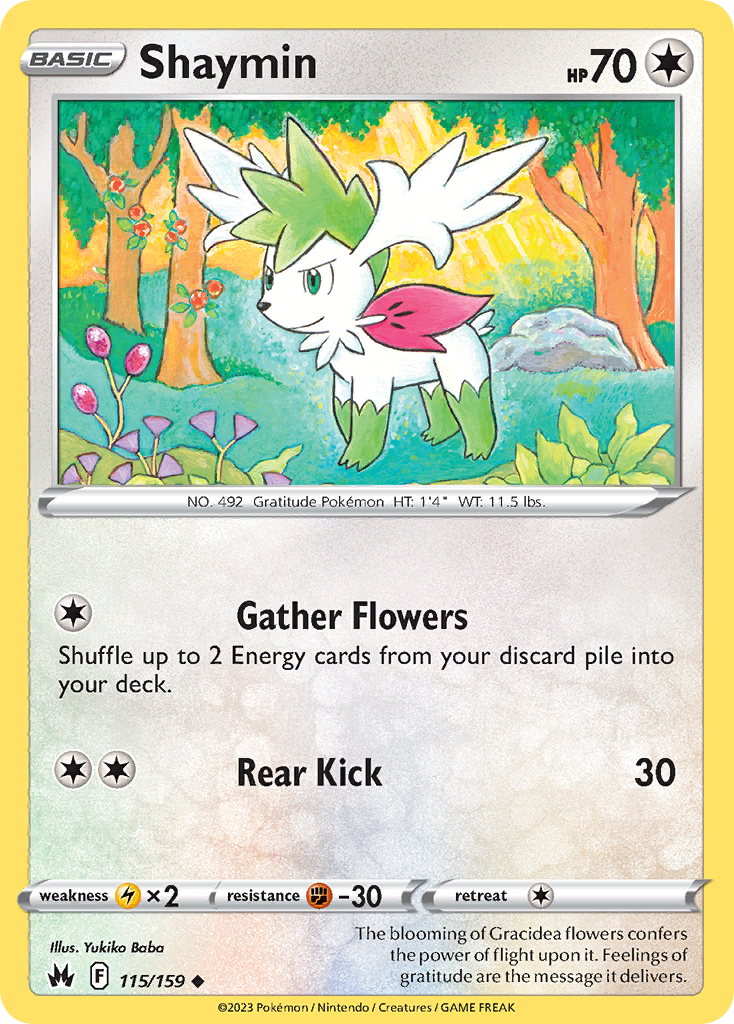 BASIC Shaymin HP 70
NO. 492 Gratitude Pokémon HT: 1'4" WT: 11.5 lbs.
Gather Flowers
Shuffle up to 2 Energy cards from your discard pile into
your deck.
Rear Kick 30
weakness ×2 resistance -30 retreat
Illus. Yukiko Baba
The blooming of Gracidea flowers confers
the power of flight upon it. Feelings of
gratitude are the message it delivers.
F 115/159
©2023 Pokémon / Nintendo / Creatures / GAME FREAK